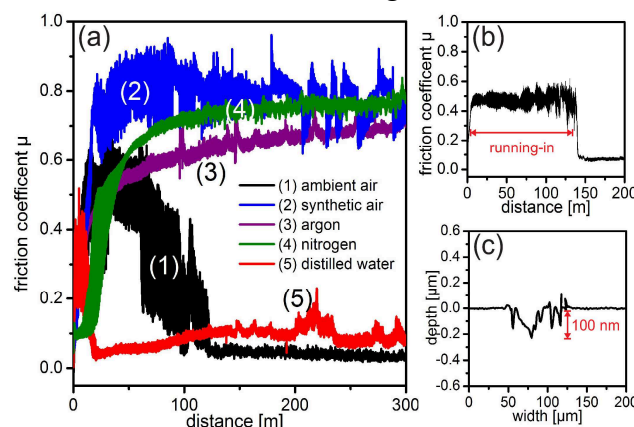 (a)
friction coefficent μ
1.0
0.8
0.6
0.4
0.2
0.0
0
100
200
300
distance [m]
(1)
(2)
(3)
(4)
(5)
(1) ambient air
(2) synthetic air
(3) argon
(4) nitrogen
(5) distilled water
(b)
friction coefficent μ
1.0
0.8
0.6
0.4
0.2
0.0
running-in
0 50 100 150 200
distance [m]
(c)
depth [μm]
0.6
0.4
0.2
0.0
-0.2
-0.4
-0.6
100 nm
0 50 100 150 200
width [μm]